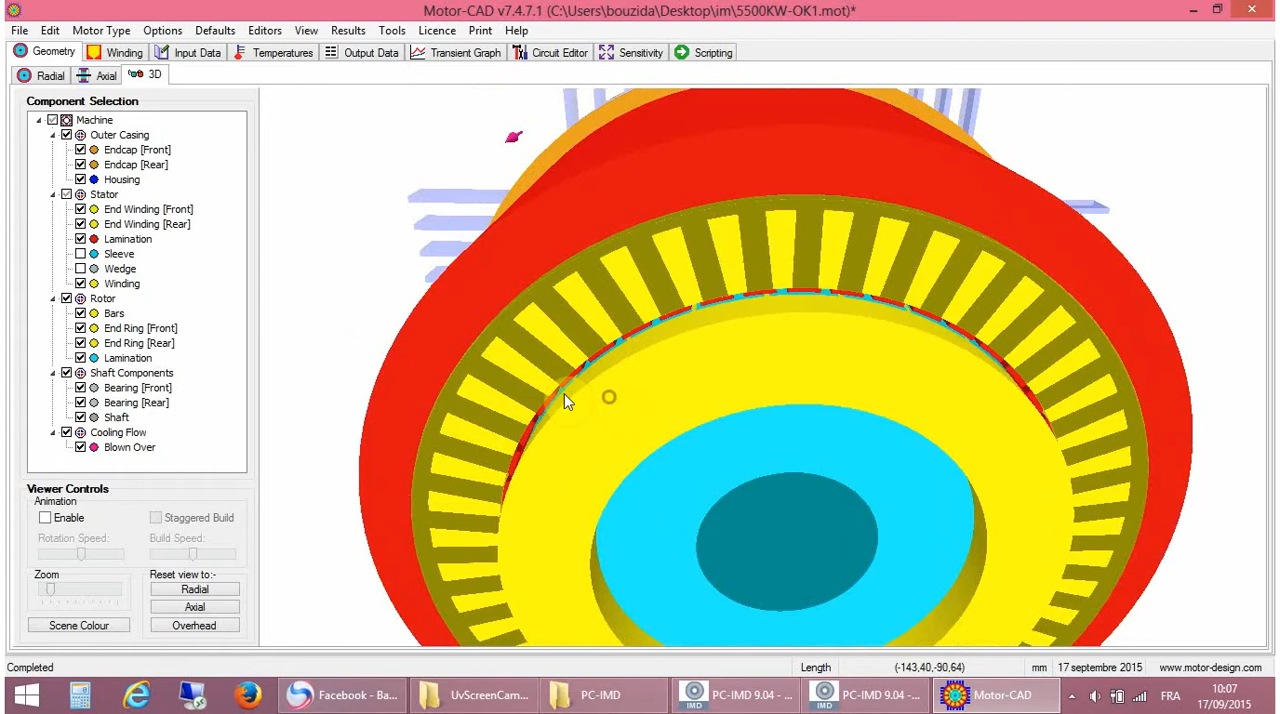 Motor-CAD v7.4.7.1 (C:\Users\bouzida\Desktop\im\5500KW-OK1.mot)*
File Edit Motor Type Options Defaults Editors View Results Tools Licence Print Help
Geometry Winding Input Data Temperatures Output Data Transient Graph Circuit Editor Sensitivity Scripting
Radial Axial 3D
Component Selection
Machine
Outer Casing
Endcap [Front]
Endcap [Rear]
Housing
Stator
End Winding [Front]
End Winding [Rear]
Lamination
Sleeve
Wedge
Winding
Rotor
Bars
End Ring [Front]
End Ring [Rear]
Lamination
Shaft Components
Bearing [Front]
Bearing [Rear]
Shaft
Cooling Flow
Blown Over
Viewer Controls
Animation
Enable Staggered Build
Rotation Speed: Build Speed:
Zoom Reset view to:-
Radial
Axial
Scene Colour Overhead
Completed Length (-143,40,-90,64) mm 17 septembre 2015 www.motor-design.com
Facebook - Ba... UvScreenCam... PC-IMD PC-IMD 9.04 - ... PC-IMD 9.04 - ... Motor-CAD FRA 10:07
17/09/2015
IMD IMD